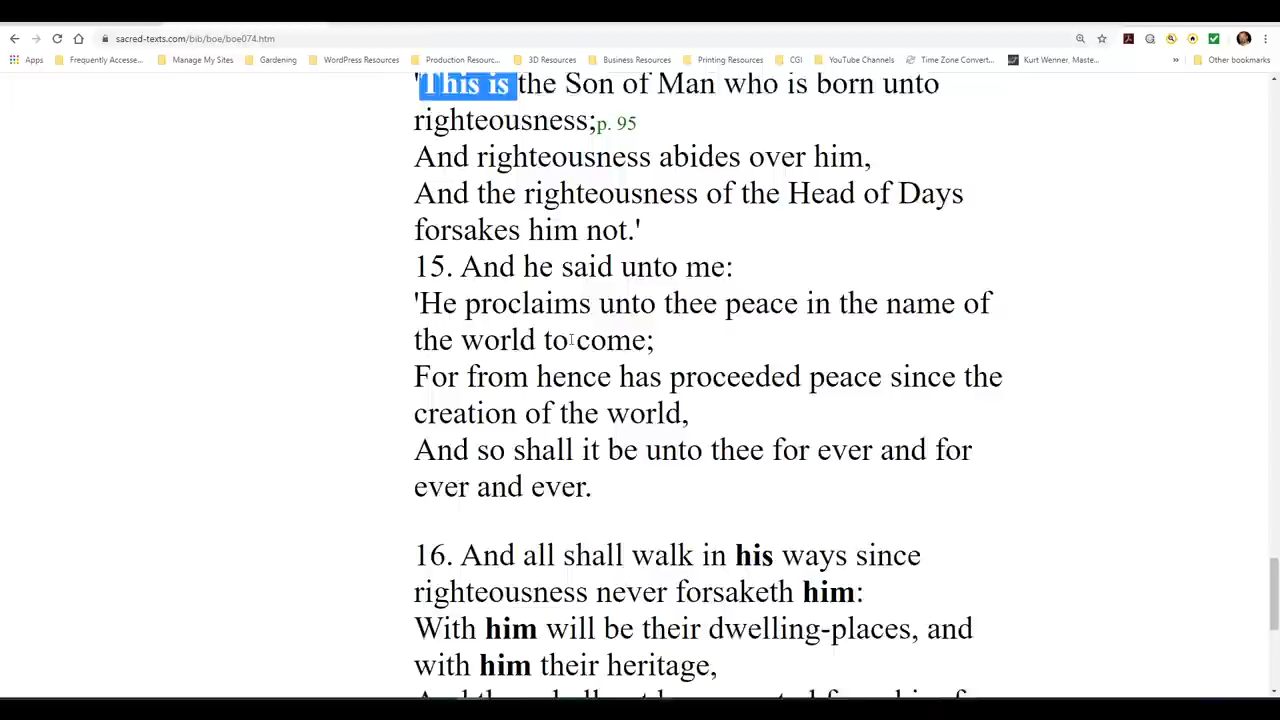 sacred-texts.com/bib/boe/boe074.htm
Apps Frequently Accesse... Manage My Sites Gardening WordPress Resources Production Resourc... 3D Resources Business Resources Printing Resources CGI YouTube Channels Time Zone Convert... Kurt Wenner, Maste... » Other bookmarks
'This is the Son of Man who is born unto
righteousness;p. 95
And righteousness abides over him,
And the righteousness of the Head of Days
forsakes him not.'
15. And he said unto me:
'He proclaims unto thee peace in the name of
the world to come;
For from hence has proceeded peace since the
creation of the world,
And so shall it be unto thee for ever and for
ever and ever.
16. And all shall walk in his ways since
righteousness never forsaketh him:
With him will be their dwelling-places, and
with him their heritage,